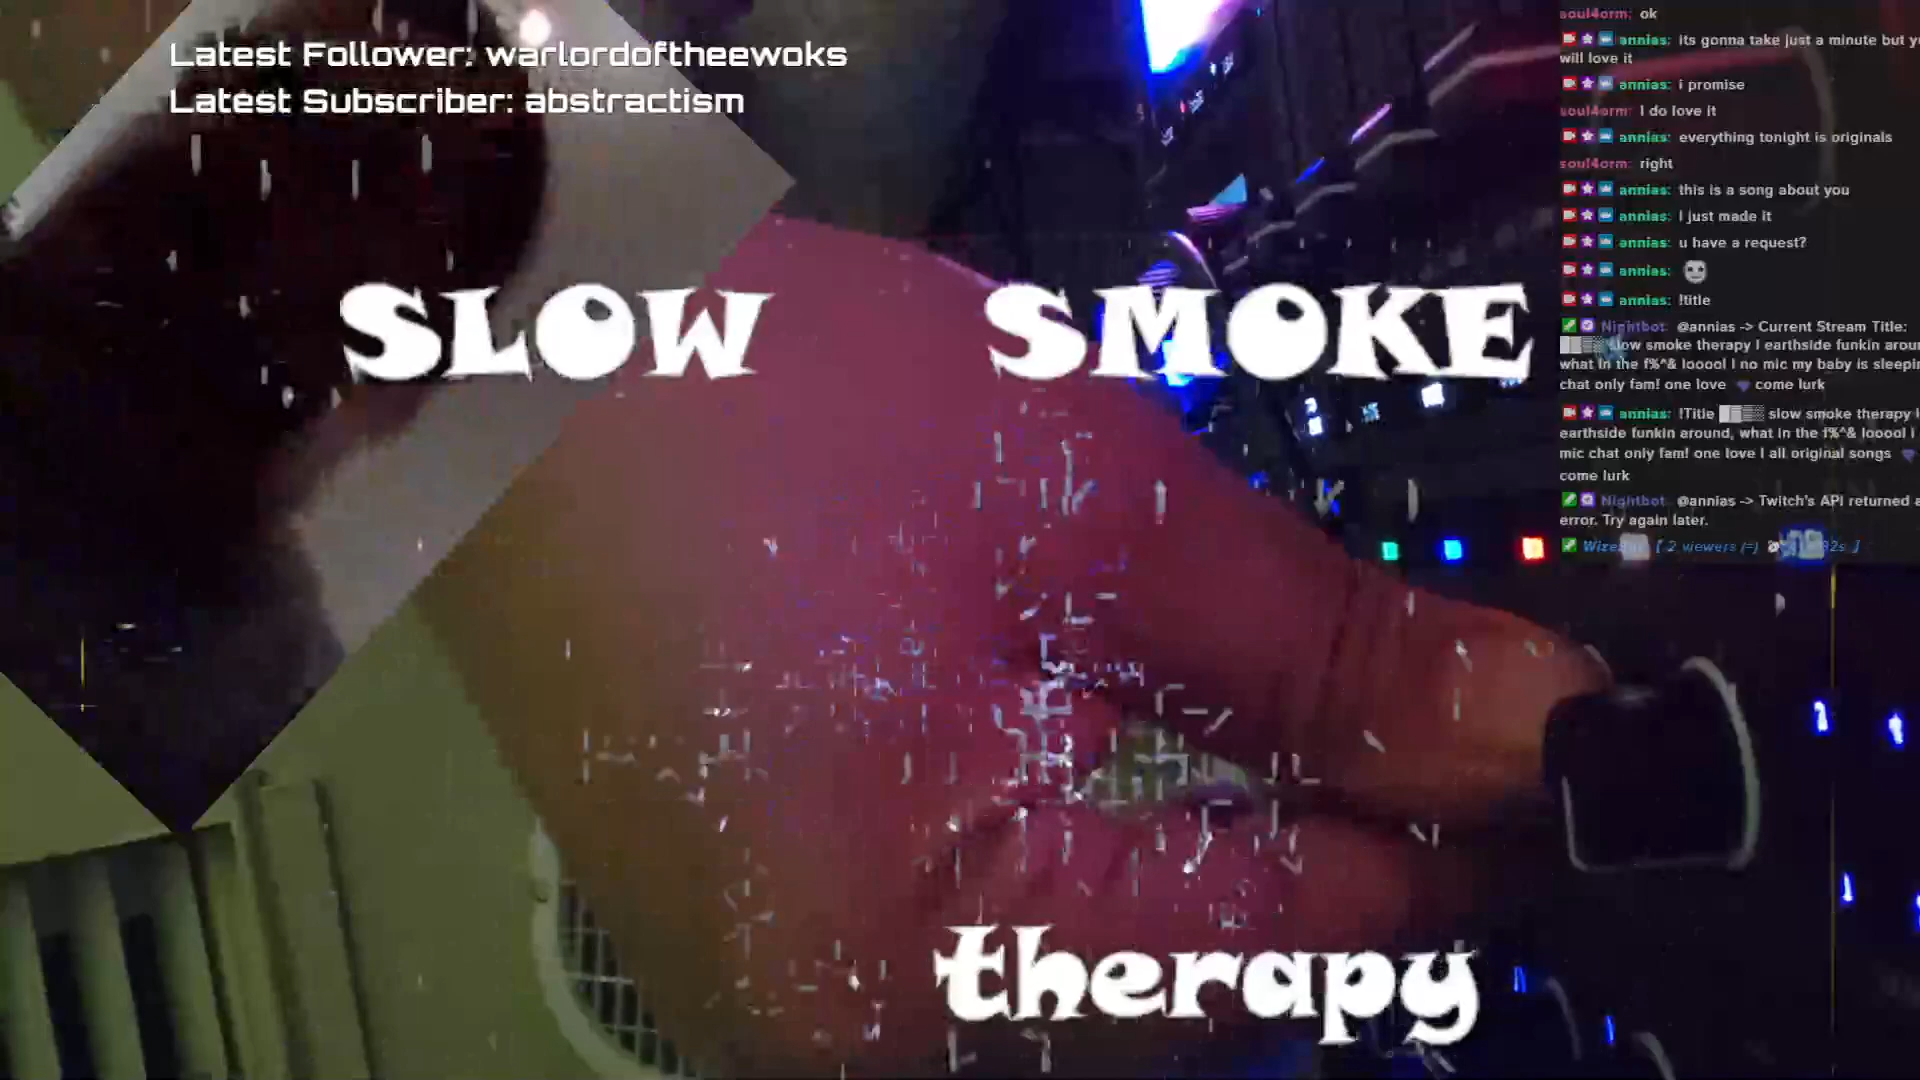 Latest Follower: warlordoftheewoks
Latest Subscriber: abstractism
SLOW SMOKE
therapy
soul4orm: ok
annias: its gonna take just a minute but
will love it
annias: i promise
soul4orm: I do love it
annias: everything tonight is originals
soul4orm: right
annias: this is a song about you
annias: I just made it
annias: u have a request?
annias:
annias: !title
Nightbot: @annias -> Current Stream Title:
slow smoke therapy I earthside funkin
what in the f%^& looool I no mic my baby is
chat only fam! one love come lurk
annias: !Title slow smoke therapy
earthside funkin around, what in the f%^& looool I
mic chat only fam! one love I all original songs
come lurk
Nightbot: @annias -> Twitch's API returned
error. Try again later.
[ 2 viewers /=)